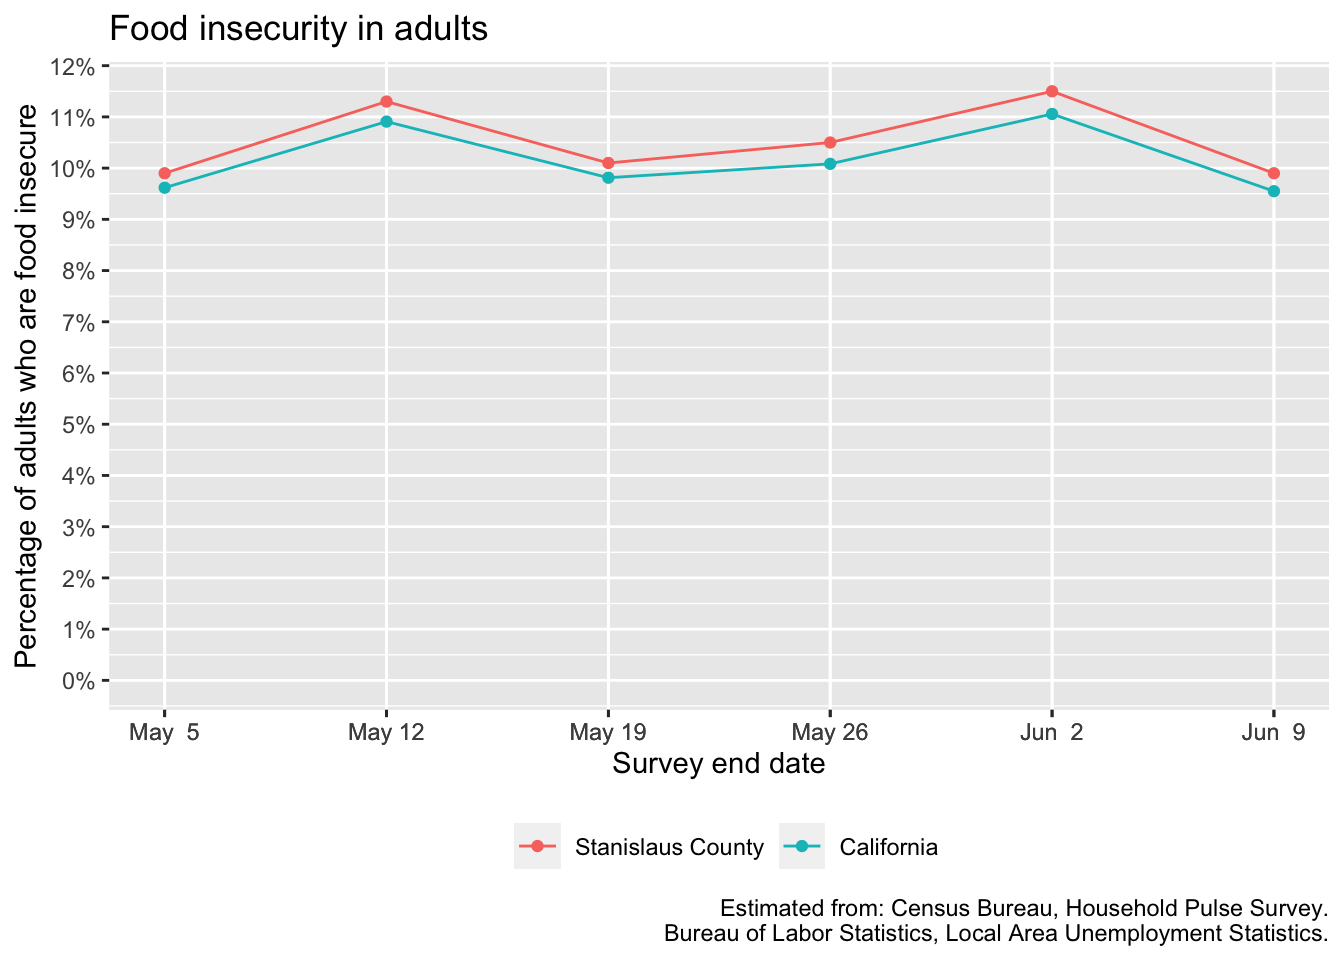 Food insecurity in adults
Percentage of adults who are food insecure
12%
11%
10%
9%
8%
7%
6%
5%
4%
3%
2%
1%
0%
May  5 May 12 May 19 May 26 Jun  2 Jun  9
Survey end date
Stanislaus County California
Estimated from: Census Bureau, Household Pulse Survey.
Bureau of Labor Statistics, Local Area Unemployment Statistics.